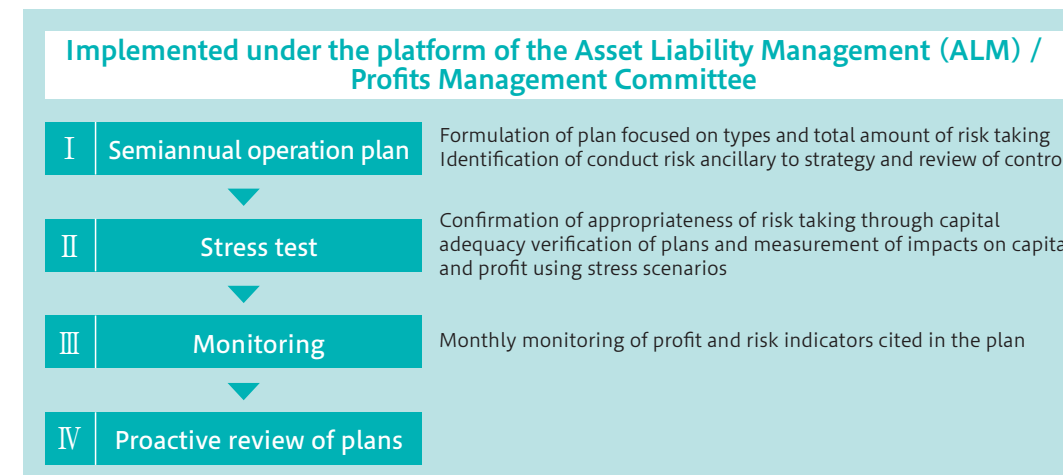 Implemented under the platform of the Asset Liability Management (ALM) /
Profits Management Committee
Ⅰ Semiannual operation plan
Formulation of plan focused on types and total amount of risk taking
Identification of conduct risk ancillary to strategy and review of contro
Ⅱ Stress test
Confirmation of appropriateness of risk taking through capital
adequacy verification of plans and measurement of impacts on capita
and profit using stress scenarios
Ⅲ Monitoring
Monthly monitoring of profit and risk indicators cited in the plan
Ⅳ Proactive review of plans